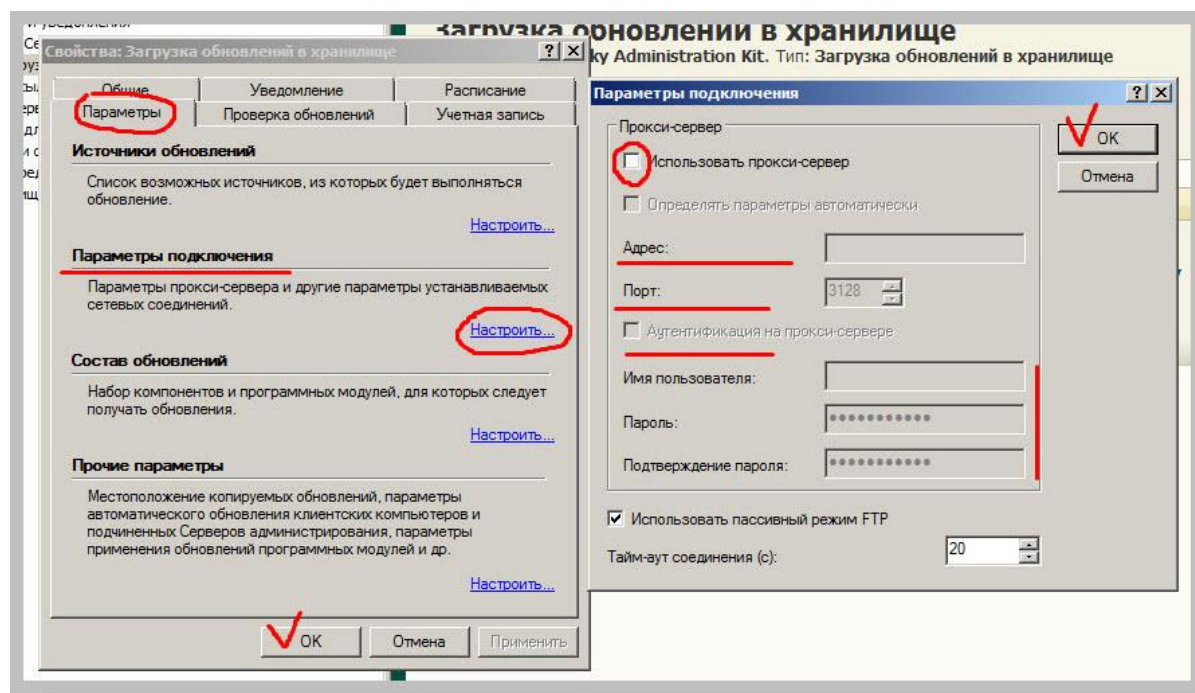 и уведомления
Загрузка обновлений в хранилище
ky Administration Kit. Тип: Загрузка обновлений в хранилище
Свойства: Загрузка обновлений в хранилище
Общие
Уведомление
Расписание
Параметры
Проверка обновлений
Учетная запись
Источники обновлений
Список возможных источников, из которых будет выполняться
обновление.
Настроить...
Параметры подключения
Параметры прокси-сервера и другие параметры устанавливаемых
сетевых соединений.
Настроить...
Состав обновлений
Набор компонентов и программных модулей, для которых следует
получать обновления.
Настроить...
Прочие параметры
Местоположение копируемых обновлений, параметры
автоматического обновления клиентских компьютеров и
подчиненных Серверов администрирования, параметры
применения обновлений программных модулей и др.
Настроить...
OK
Отмена
Применить
Параметры подключения
Прокси-сервер
Использовать прокси-сервер
Определять параметры автоматически
Адрес:
Порт:
3128
Аутентификация на прокси-сервере
Имя пользователя:
Пароль:
Подтверждение пароля:
Использовать пассивный режим FTP
Тайм-аут соединения (с):
20
OK
Отмена